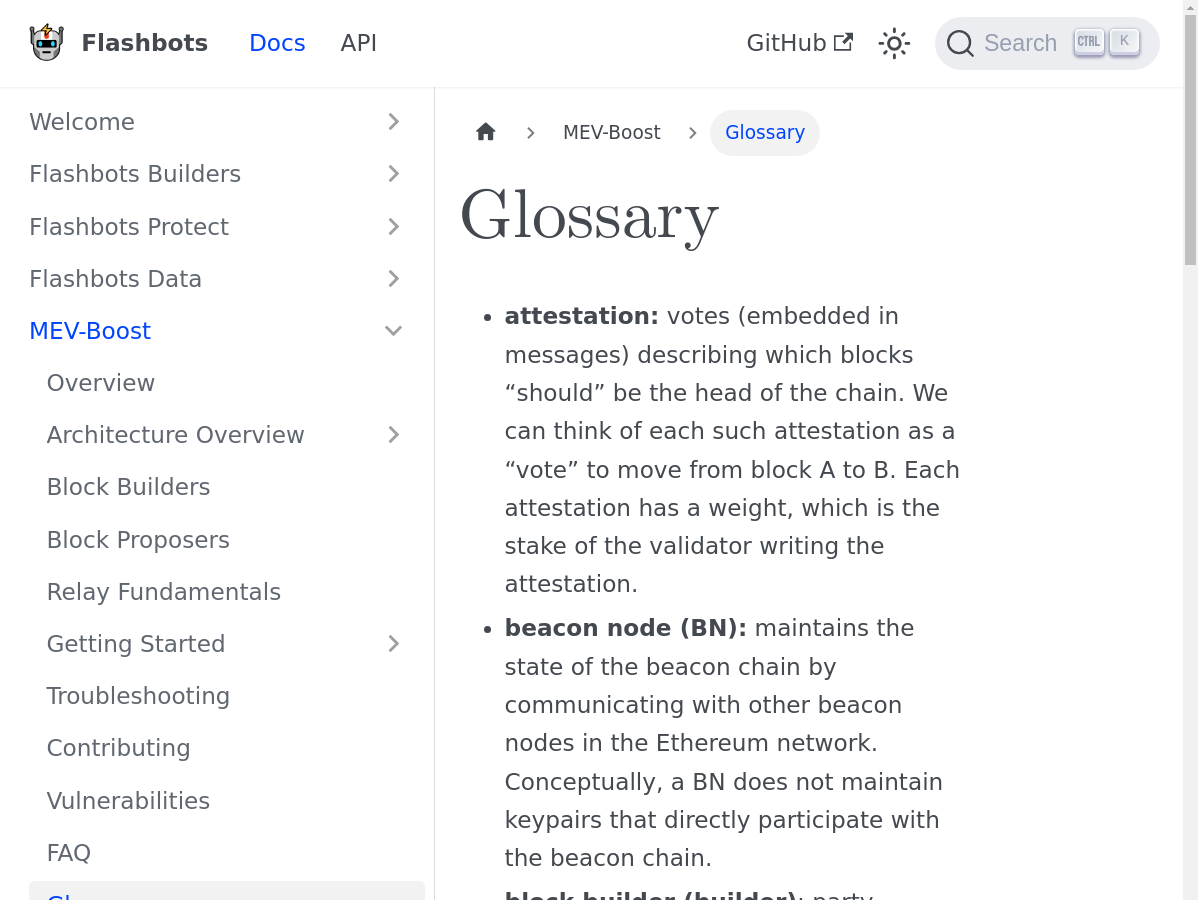 Flashbots
Docs
API
GitHub
Search
CTRL
K
Welcome
Flashbots Builders
Flashbots Protect
Flashbots Data
MEV-Boost
Overview
Architecture Overview
Block Builders
Block Proposers
Relay Fundamentals
Getting Started
Troubleshooting
Contributing
Vulnerabilities
FAQ
MEV-Boost
Glossary
Glossary
• attestation: votes (embedded in
messages) describing which blocks
“should” be the head of the chain. We
can think of each such attestation as a
“vote” to move from block A to B. Each
attestation has a weight, which is the
stake of the validator writing the
attestation.
• beacon node (BN): maintains the
state of the beacon chain by
communicating with other beacon
nodes in the Ethereum network.
Conceptually, a BN does not maintain
keypairs that directly participate with
the beacon chain.
block builder (builder): party